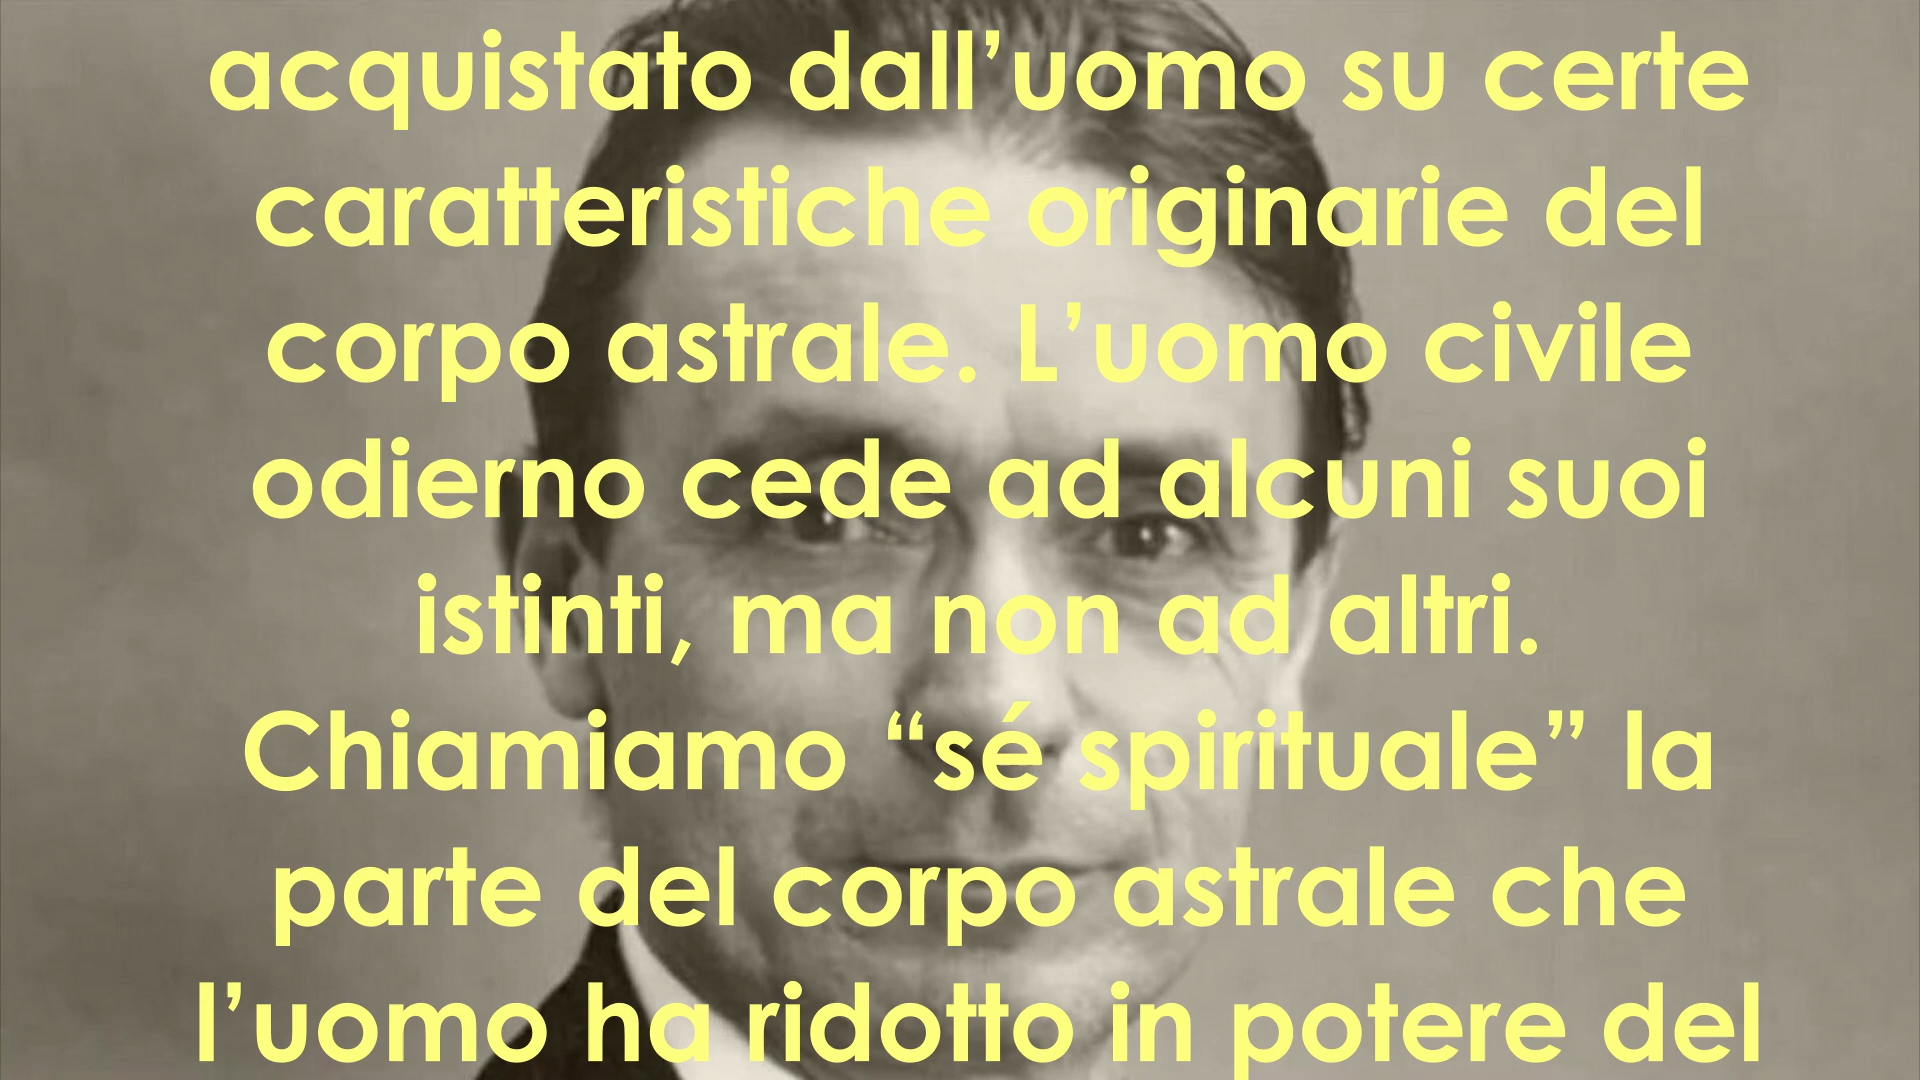 acquistato dall’uomo su certe
caratteristiche originarie del
corpo astrale. L’uomo civile
odierno cede ad alcuni suoi
istinti, ma non ad altri.
Chiamiamo “sé spirituale” la
parte del corpo astrale che
l’uomo ha ridotto in potere del